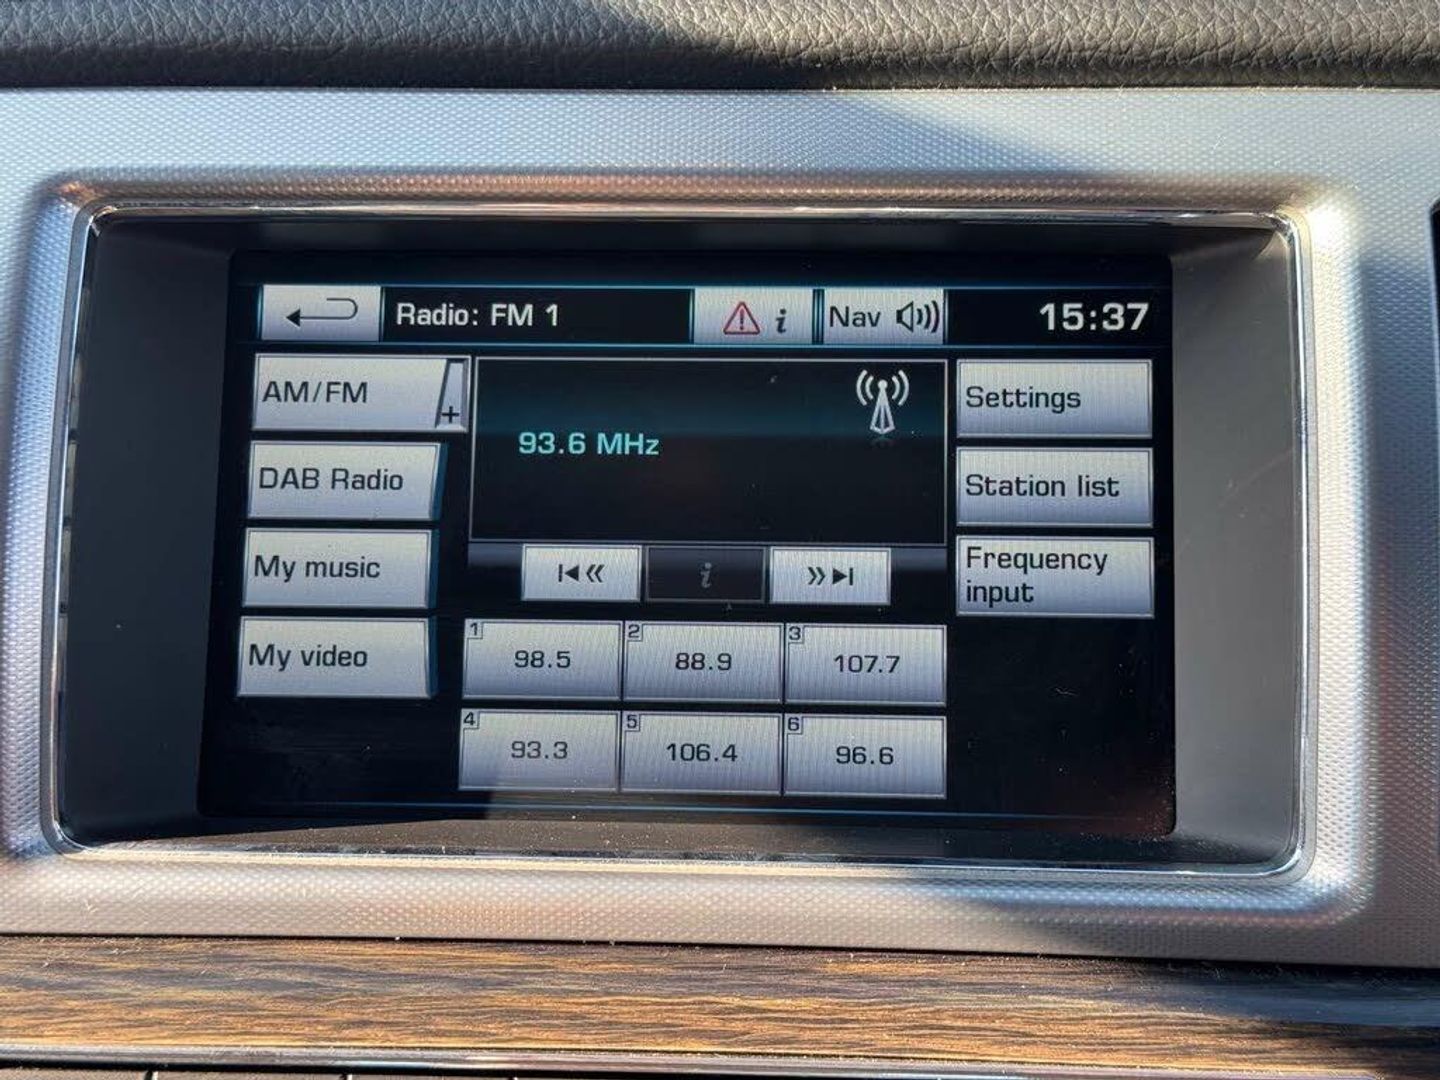 Radio: FM 1
i
Nav
15:37
AM/FM
+
DAB Radio
My music
My video
93.6 MHz
i
Settings
Station list
Frequency
input
1 98.5
2 88.9
3 107.7
4 93.3
5 106.4
6 96.6